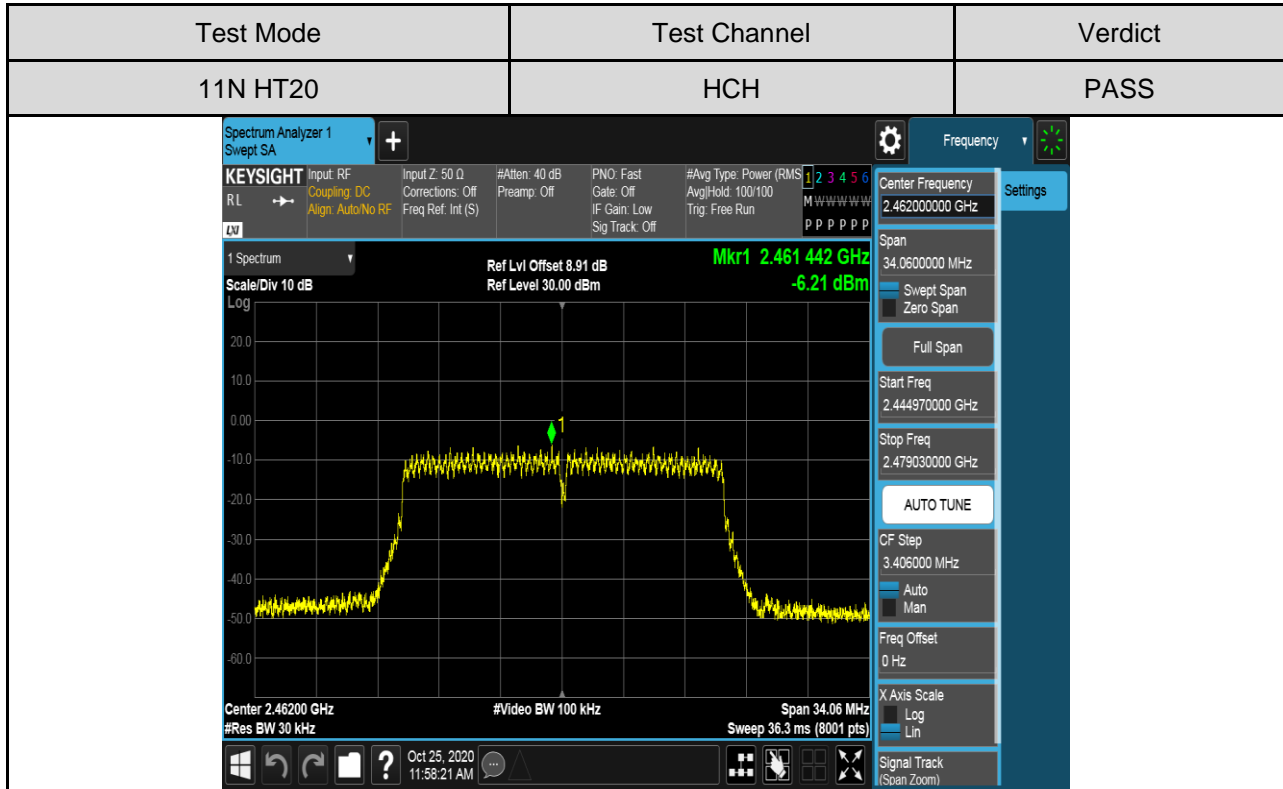 Test Mode Test Channel Verdict
11N HT20 HCH PASS
Spectrum Analyzer 1
Swept SA
+
Frequency
KEYSIGHT
RL
LXI
Input: RF
Coupling: DC
Align: Auto/No RF
Input Z: 50 Ω
Corrections: Off
Freq Ref: Int (S)
#Atten: 40 dB
Preamp: Off
PNO: Fast
Gate: Off
IF Gain: Low
Sig Track: Off
#Avg Type: Power (RMS
Avg|Hold: 100/100
Trig: Free Run
1 2 3 4 5 6
M W W W W W
P P P P P P
1 Spectrum
Scale/Div 10 dB
Log
Ref Lvl Offset 8.91 dB
Ref Level 30.00 dBm
Mkr1 2.461 442 GHz
-6.21 dBm
20.0
10.0
0.00
-10.0
-20.0
-30.0
-40.0
-50.0
-60.0
1
Center 2.46200 GHz
#Res BW 30 kHz
#Video BW 100 kHz
Span 34.06 MHz
Sweep 36.3 ms (8001 pts)
Center Frequency
2.462000000 GHz
Settings
Span
34.0600000 MHz
Swept Span
Zero Span
Full Span
Start Freq
2.444970000 GHz
Stop Freq
2.479030000 GHz
AUTO TUNE
CF Step
3.406000 MHz
Auto
Man
Freq Offset
0 Hz
X Axis Scale
Log
Lin
Signal Track
(Span Zoom)
?
Oct 25, 2020
11:58:21 AM